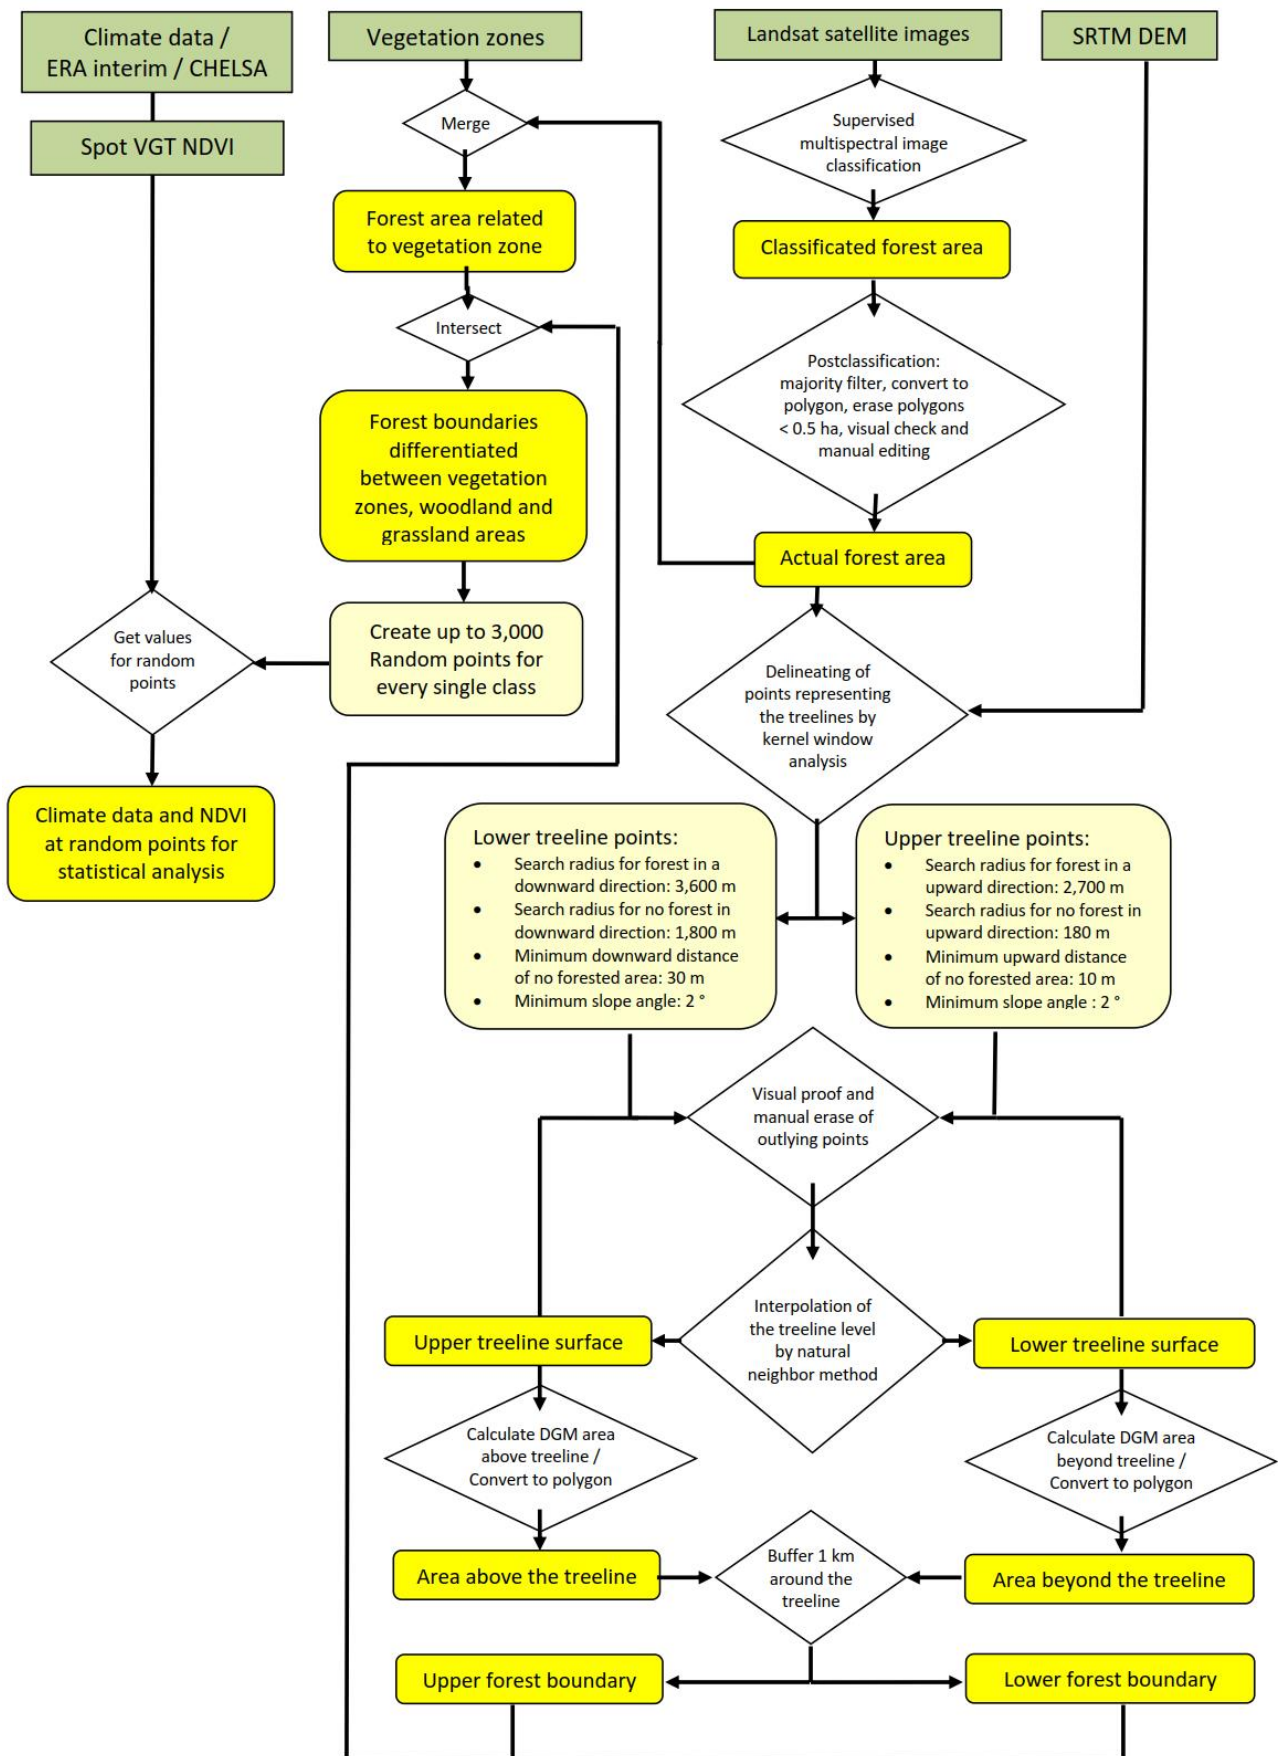 Climate data /
ERA interim / CHELSA
Spot VGT NDVI
Vegetation zones
Landsat satellite images
SRTM DEM
Merge
Supervised
multispectral image
classification
Forest area related
to vegetation zone
Classificated forest area
Intersect
Postclassification:
majority filter, convert to
polygon, erase polygons
< 0.5 ha, visual check and
manual editing
Forest boundaries
differentiated
between vegetation
zones, woodland and
grassland areas
Actual forest area
Get values
for random
points
Create up to 3,000
Random points for
every single class
Delineating of
points representing
the treelines by
kernel window
analysis
Climate data and NDVI
at random points for
statistical analysis
Lower treeline points:
• Search radius for forest in a
downward direction: 3,600 m
• Search radius for no forest in
downward direction: 1,800 m
• Minimum downward distance
of no forested area: 30 m
• Minimum slope angle: 2 °
Upper treeline points:
• Search radius for forest in a
upward direction: 2,700 m
• Search radius for no forest in
upward direction: 180 m
• Minimum upward distance
of no forested area: 10 m
• Minimum slope angle : 2 °
Visual proof and
manual erase of
outlying points
Interpolation of
the treeline level
by natural
neighbor method
Upper treeline surface
Lower treeline surface
Calculate DGM area
above treeline /
Convert to polygon
Calculate DGM area
beyond treeline /
Convert to polygon
Area above the treeline
Buffer 1 km
around the
treeline
Area beyond the treeline
Upper forest boundary
Lower forest boundary